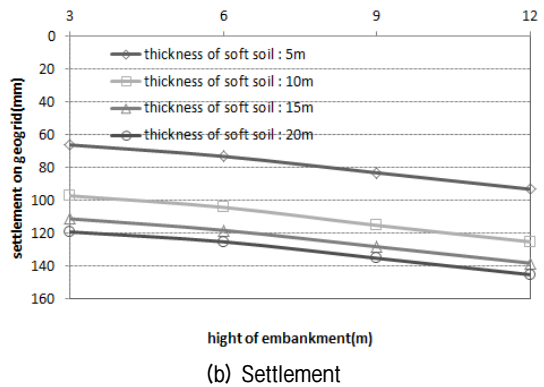 3 6 9 12
0
20
40
60
80
100
120
140
160
settlement on geogrid(mm)
thickness of soft soil : 5m
thickness of soft soil : 10m
thickness of soft soil : 15m
thickness of soft soil : 20m
hight of embankment(m)
(b) Settlement